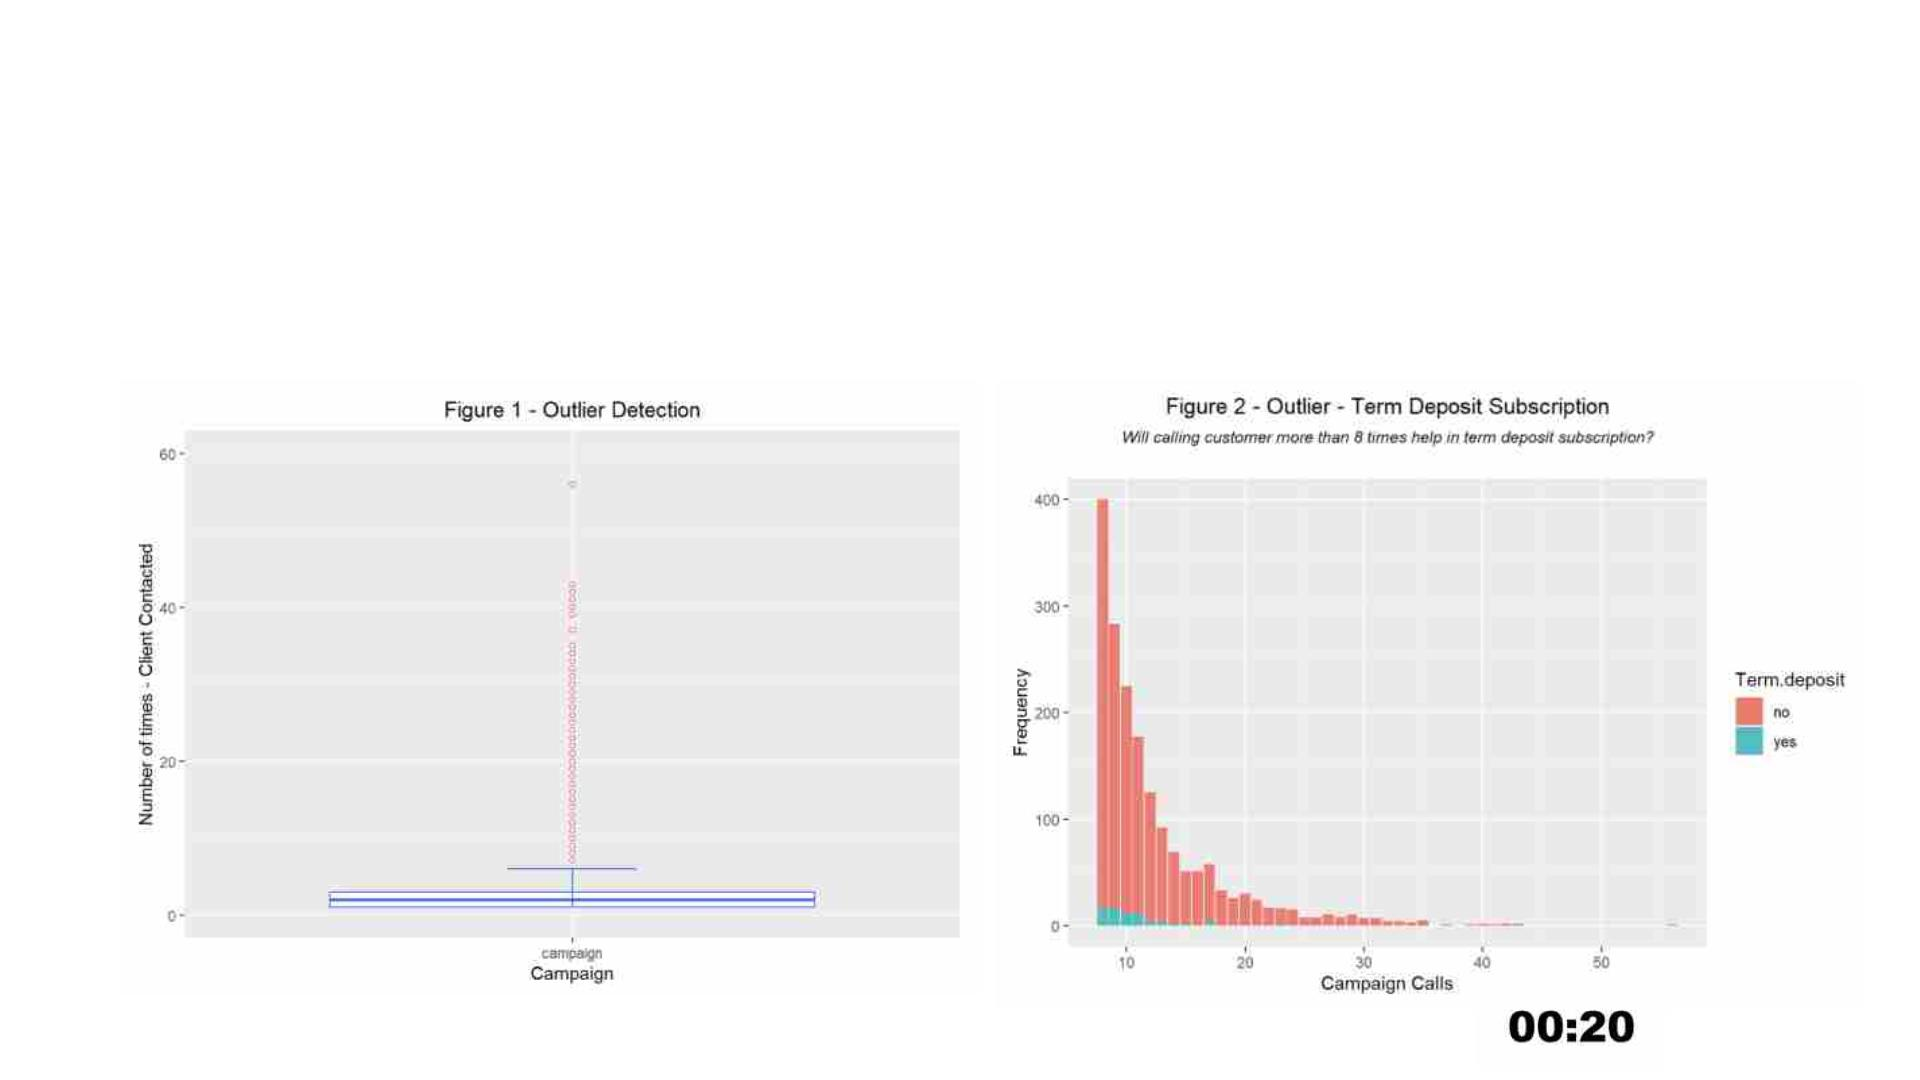 Figure 1 - Outlier Detection
60
40
20
0
Number of times - Client Contacted
campaign
Campaign
Figure 2 - Outlier - Term Deposit Subscription
Will calling customer more than 8 times help in term deposit subscription?
400
300
200
100
0
Frequency
10 20 30 40 50
Campaign Calls
Term.deposit
no
yes
00:20